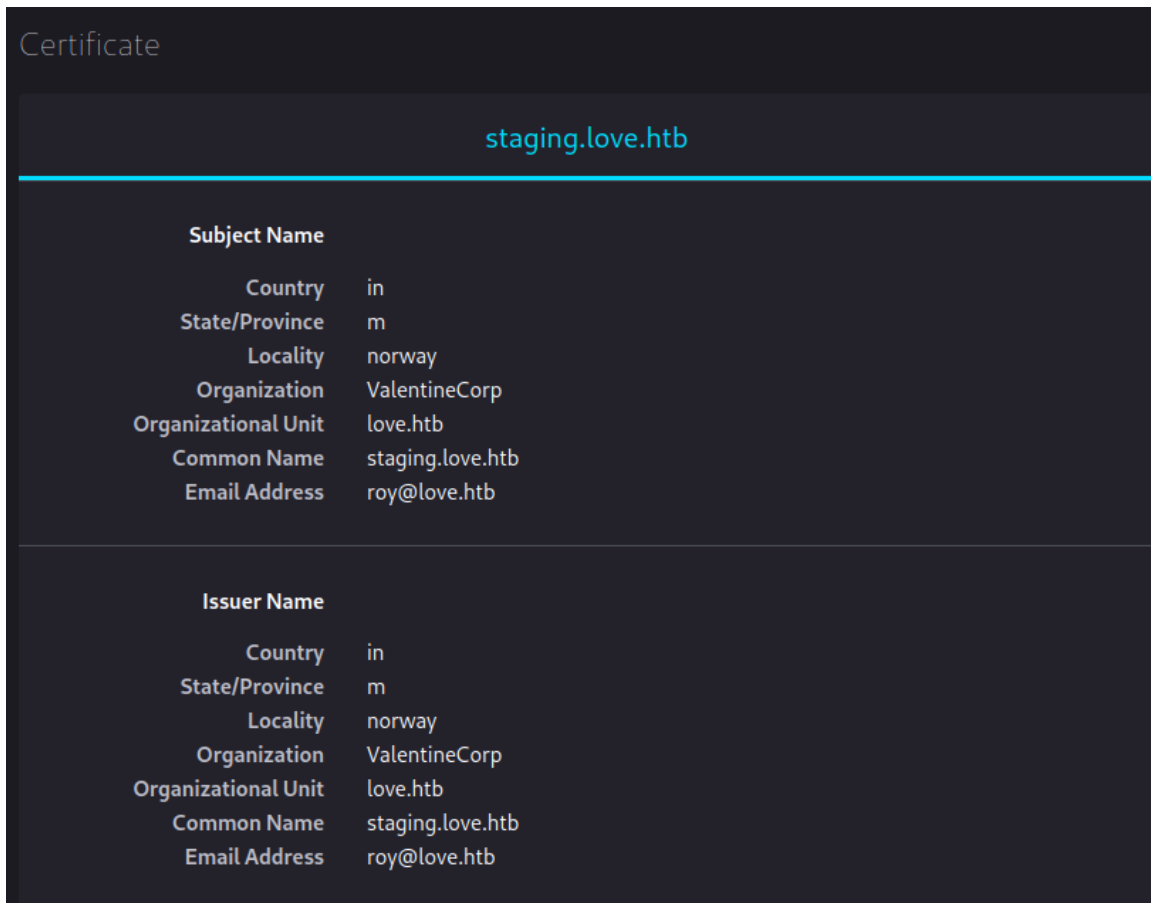 Certificate
staging.love.htb
Subject Name
Country in
State/Province m
Locality norway
Organization ValentineCorp
Organizational Unit love.htb
Common Name staging.love.htb
Email Address roy@love.htb
Issuer Name
Country in
State/Province m
Locality norway
Organization ValentineCorp
Organizational Unit love.htb
Common Name staging.love.htb
Email Address roy@love.htb